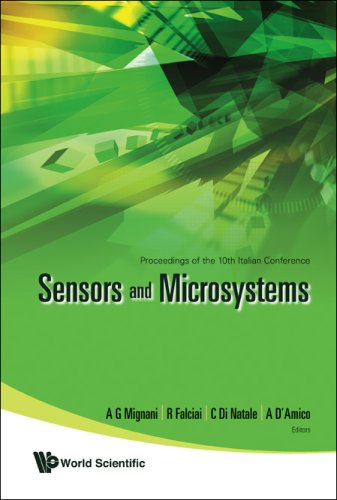 Proceedings of the 10th Italian Conference
Sensors and Microsystems
A G Mignani | R Falciai | C Di Natale | A D'Amico
Editors
World Scientific